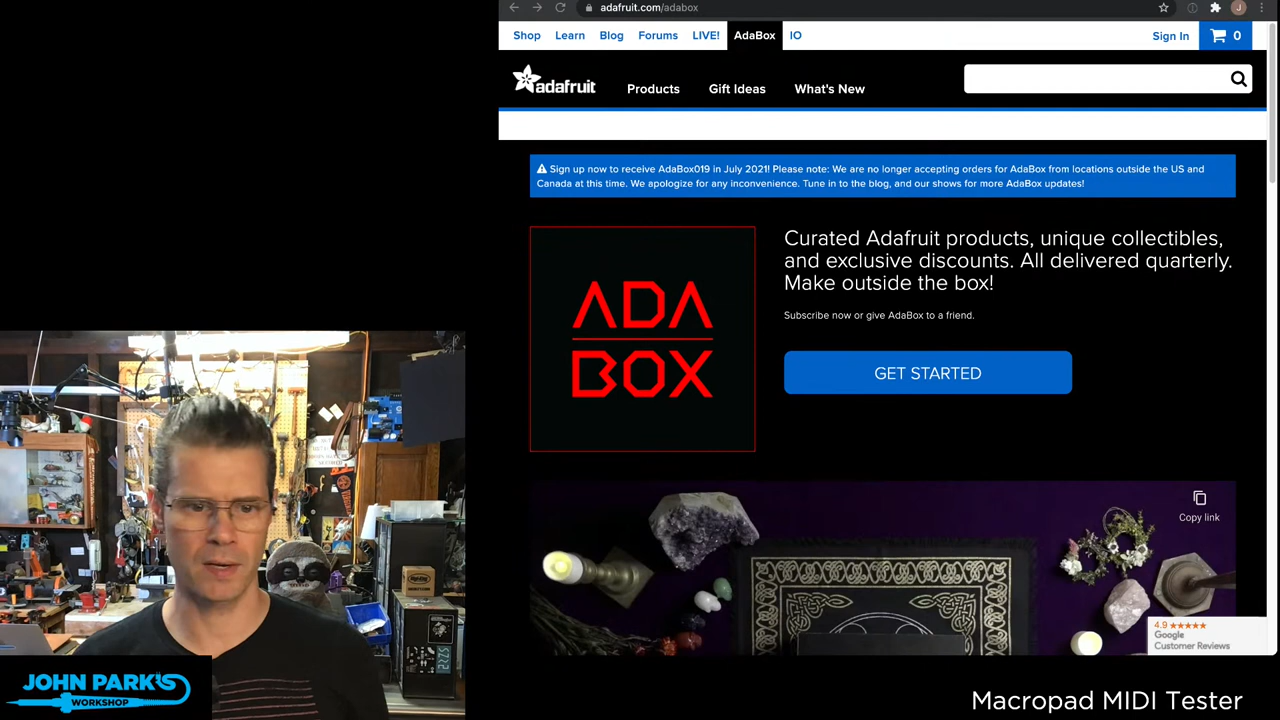 adafruit.com/adabox
Shop Learn Blog Forums LIVE! AdaBox IO Sign In 0
adafruit Products Gift Ideas What's New
Sign up now to receive AdaBox019 in July 2021! Please note: We are no longer accepting orders for AdaBox from locations outside the US and
Canada at this time. We apologize for any inconvenience. Tune in to the blog, and our shows for more AdaBox updates!
ADA
BOX
Curated Adafruit products, unique collectibles,
and exclusive discounts. All delivered quarterly.
Make outside the box!
Subscribe now or give AdaBox to a friend.
GET STARTED
Copy link
4.9 ★★★★★
Google
Customer Reviews
JOHN PARK'S
WORKSHOP
Macropad MIDI Tester